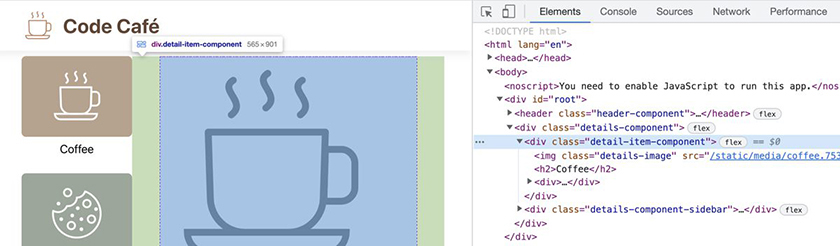 Code Café
div.detail-item-component 565 × 901
Coffee
Elements Console Sources Network Performance
<!DOCTYPE html>
<html lang="en">
<head>…</head>
<body>
<noscript>You need to enable JavaScript to run this app.</nos
<div id="root">
<header class="header-component">…</header> flex
<div class="details-component"> flex
… <div class="detail-item-component"> flex == $0
<img class="details-image" src="/static/media/coffee.753
<h2>Coffee</h2>
<div>…</div>
</div>
<div class="details-component-sidebar">…</div> flex
</div>
</div>